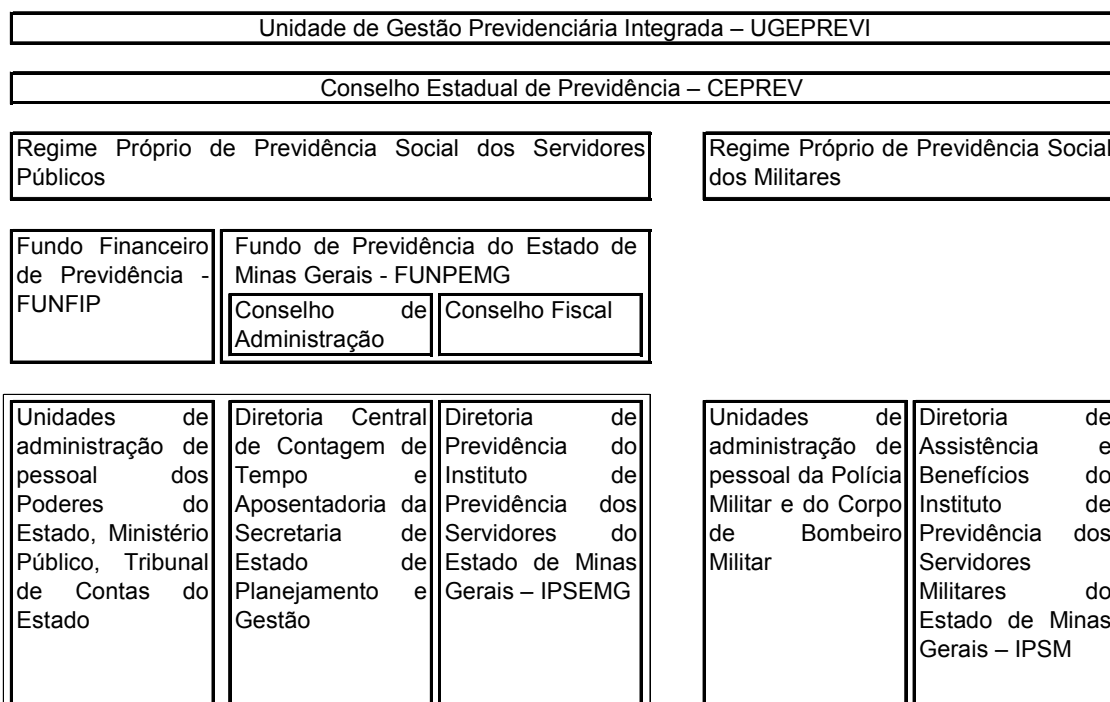 Unidade de Gestão Previdenciária Integrada – UGEPREVI
Conselho Estadual de Previdência – CEPREV
Regime Próprio de Previdência Social dos Servidores
Públicos
Regime Próprio de Previdência Social
dos Militares
Fundo Financeiro
de Previdência -
FUNFIP
Fundo de Previdência do Estado de
Minas Gerais - FUNPEMG
Conselho de
Administração
Conselho Fiscal
Unidades de
administração de
pessoal dos
Poderes do
Estado, Ministério
Público, Tribunal
de Contas do
Estado
Diretoria Central
de Contagem de
Tempo e
Aposentadoria da
Secretaria de
Estado de
Planejamento e
Gestão
Diretoria de
Previdência do
Instituto de
Previdência dos
Servidores do
Estado de Minas
Gerais – IPSEMG
Unidades de
administração de
pessoal da Polícia
Militar e do Corpo
de Bombeiro
Militar
Diretoria de
Assistência e
Benefícios do
Instituto de
Previdência dos
Servidores
Militares do
Estado de Minas
Gerais – IPSM